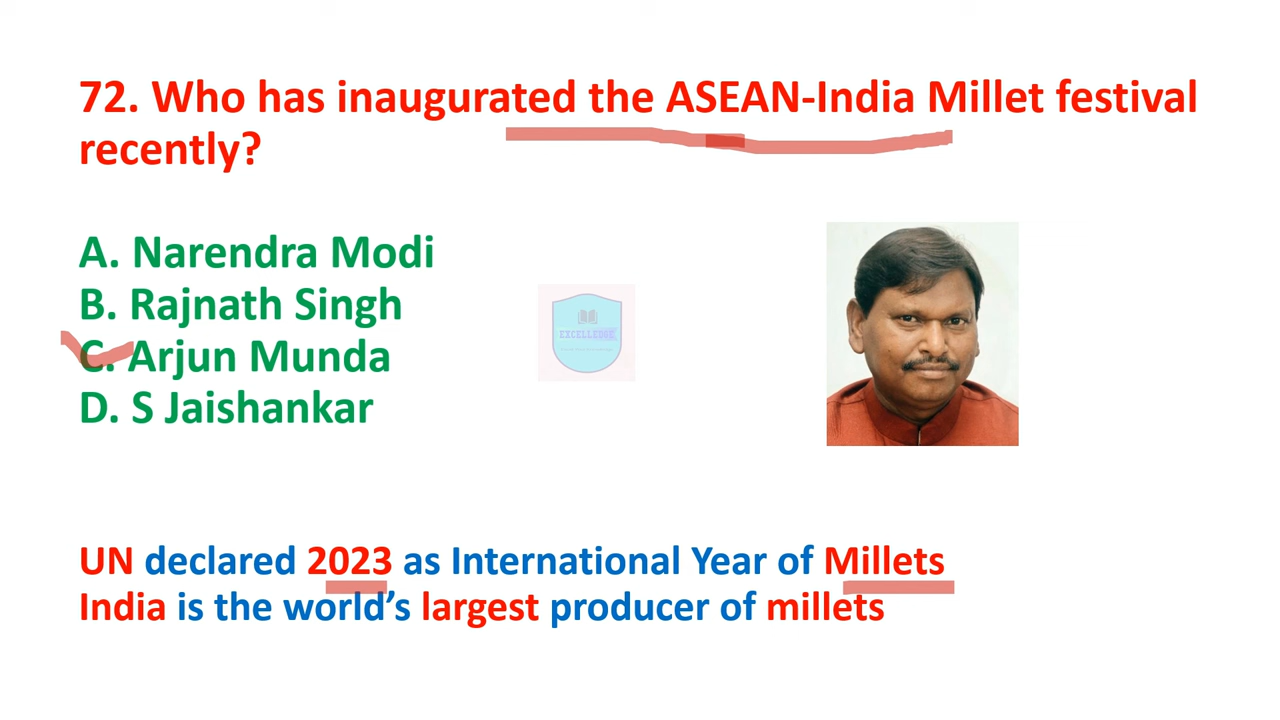 72. Who has inaugurated the ASEAN-India Millet festival
recently?
A. Narendra Modi
B. Rajnath Singh
C. Arjun Munda
D. S Jaishankar
EXCELLEDGE
UN declared 2023 as International Year of Millets
India is the world’s largest producer of millets